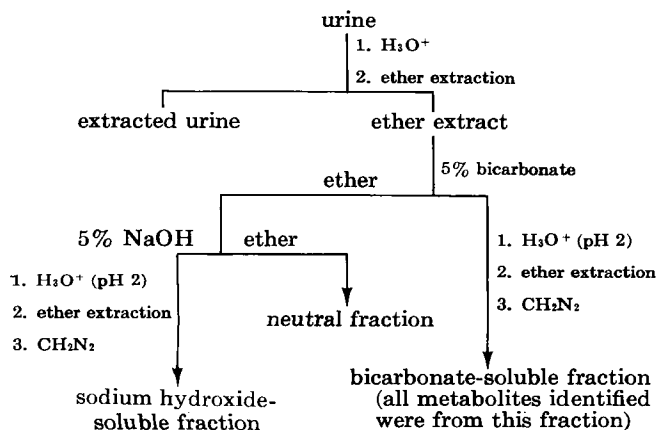 urine
1. H₃O⁺
2. ether extraction
extracted urine
ether extract
5% bicarbonate
ether
5% NaOH
ether
1. H₃O⁺ (pH 2)
2. ether extraction
3. CH₂N₂
1. H₃O⁺ (pH 2)
2. ether extraction
3. CH₂N₂
neutral fraction
sodium hydroxide-
soluble fraction
bicarbonate-soluble fraction
(all metabolites identified
were from this fraction)